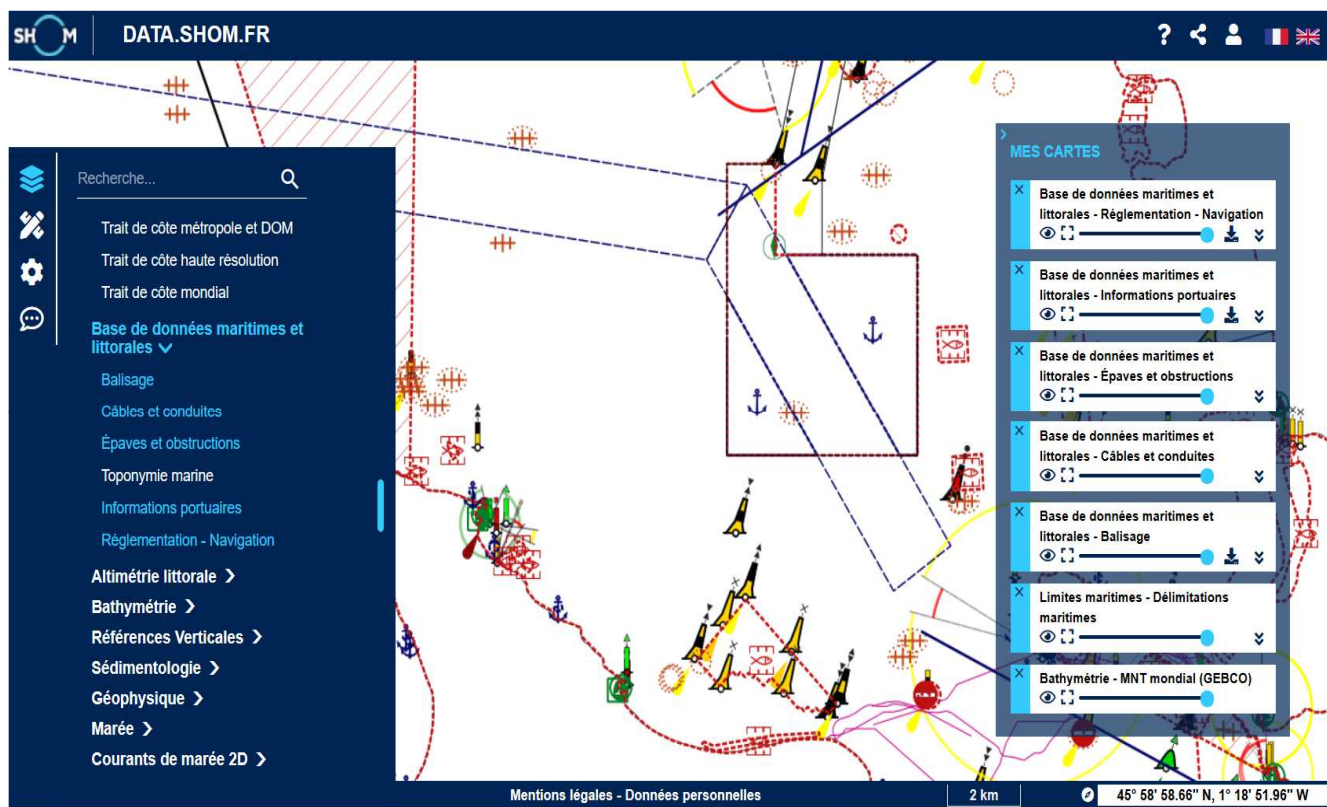 SHOM
DATA.SHOM.FR
?
Recherche...
Trait de côte métropole et DOM
Trait de côte haute résolution
Trait de côte mondial
Base de données maritimes et
littorales
Balisage
Câbles et conduites
Épaves et obstructions
Toponymie marine
Informations portuaires
Règlementation - Navigation
Altimétrie littorale
Bathymétrie
Références Verticales
Sédimentologie
Géophysique
Marée
Courants de marée 2D
MES CARTES
Base de données maritimes et
littorales - Réglementation - Navigation
Base de données maritimes et
littorales - Informations portuaires
Base de données maritimes et
littorales - Épaves et obstructions
Base de données maritimes et
littorales - Câbles et conduites
Base de données maritimes et
littorales - Balisage
Limites maritimes - Délimitations
maritimes
Bathymétrie - MNT mondial (GEBCO)
Mentions légales - Données personnelles
2 km
45° 58' 58.66" N, 1° 18' 51.96" W